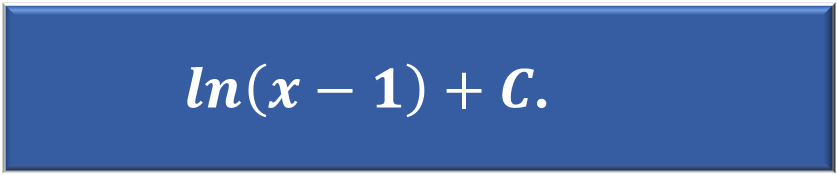 ln(x − 1) + C.